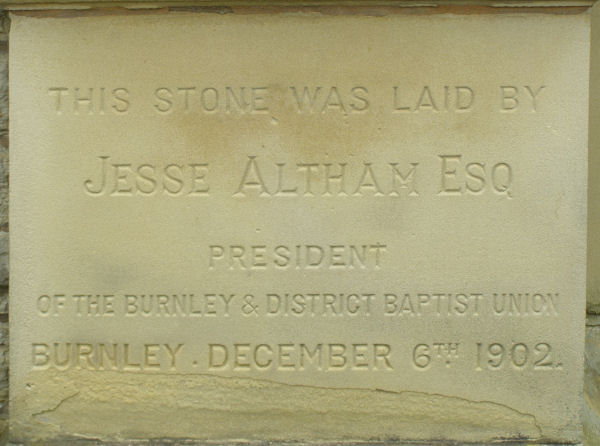 THIS STONE WAS LAID BY
JESSE ALTHAM ESQ
PRESIDENT
OF THE BURNLEY & DISTRICT BAPTIST UNION
BURNLEY . DECEMBER 6TH 1902.